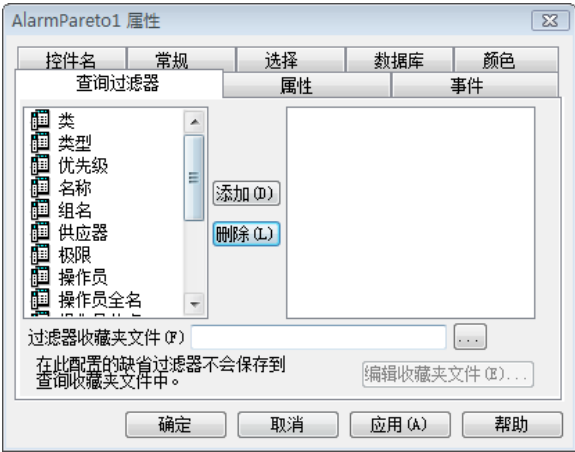 AlarmPareto1 属性
控件名 常规 选择 数据库 颜色
查询过滤器 属性 事件
类
类型
优先级
名称
组名
供应器
极限
操作员
操作员全名
添加(D)
删除(L)
过滤器收藏夹文件(F)
...
在此配置的缺省过滤器不会保存到
查询收藏夹文件中。
编辑收藏夹文件(E)...
确定 取消 应用(A) 帮助